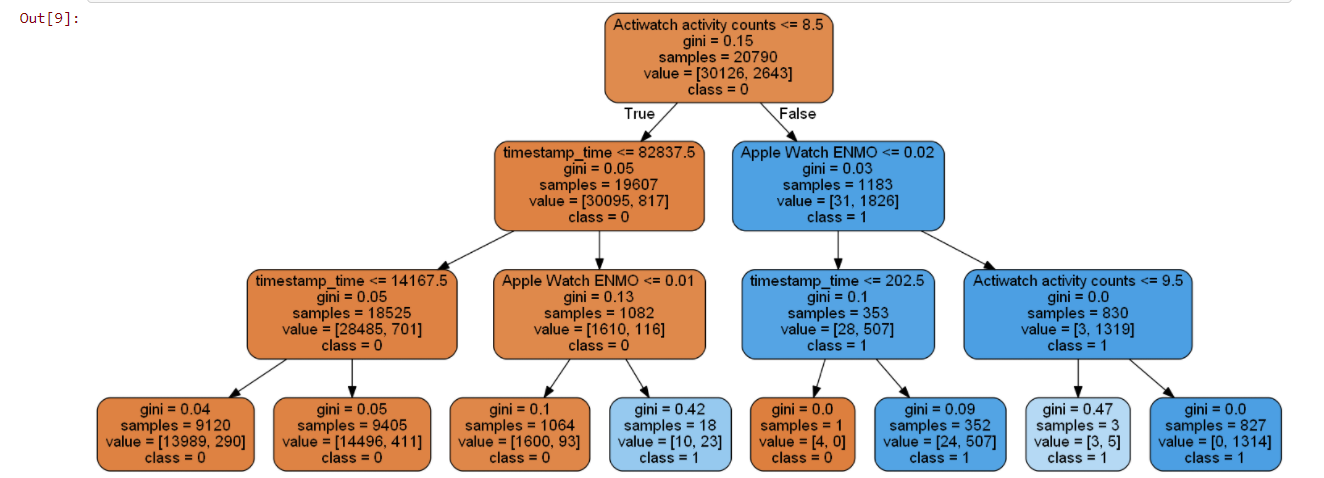 Out[9]:
Actiwatch activity counts <= 8.5
gini = 0.15
samples = 20790
value = [30126, 2643]
class = 0
True
False
timestamp_time <= 82837.5
gini = 0.05
samples = 19607
value = [30095, 817]
class = 0
Apple Watch ENMO <= 0.02
gini = 0.03
samples = 1183
value = [31, 1826]
class = 1
timestamp_time <= 14167.5
gini = 0.05
samples = 18525
value = [28485, 701]
class = 0
Apple Watch ENMO <= 0.01
gini = 0.13
samples = 1082
value = [1610, 116]
class = 0
timestamp_time <= 202.5
gini = 0.1
samples = 353
value = [28, 507]
class = 1
Actiwatch activity counts <= 9.5
gini = 0.0
samples = 830
value = [3, 1319]
class = 1
gini = 0.04
samples = 9120
value = [13989, 290]
class = 0
gini = 0.05
samples = 9405
value = [14496, 411]
class = 0
gini = 0.1
samples = 1064
value = [1600, 93]
class = 0
gini = 0.42
samples = 18
value = [10, 23]
class = 1
gini = 0.0
samples = 1
value = [4, 0]
class = 0
gini = 0.09
samples = 352
value = [24, 507]
class = 1
gini = 0.47
samples = 3
value = [3, 5]
class = 1
gini = 0.0
samples = 827
value = [0, 1314]
class = 1